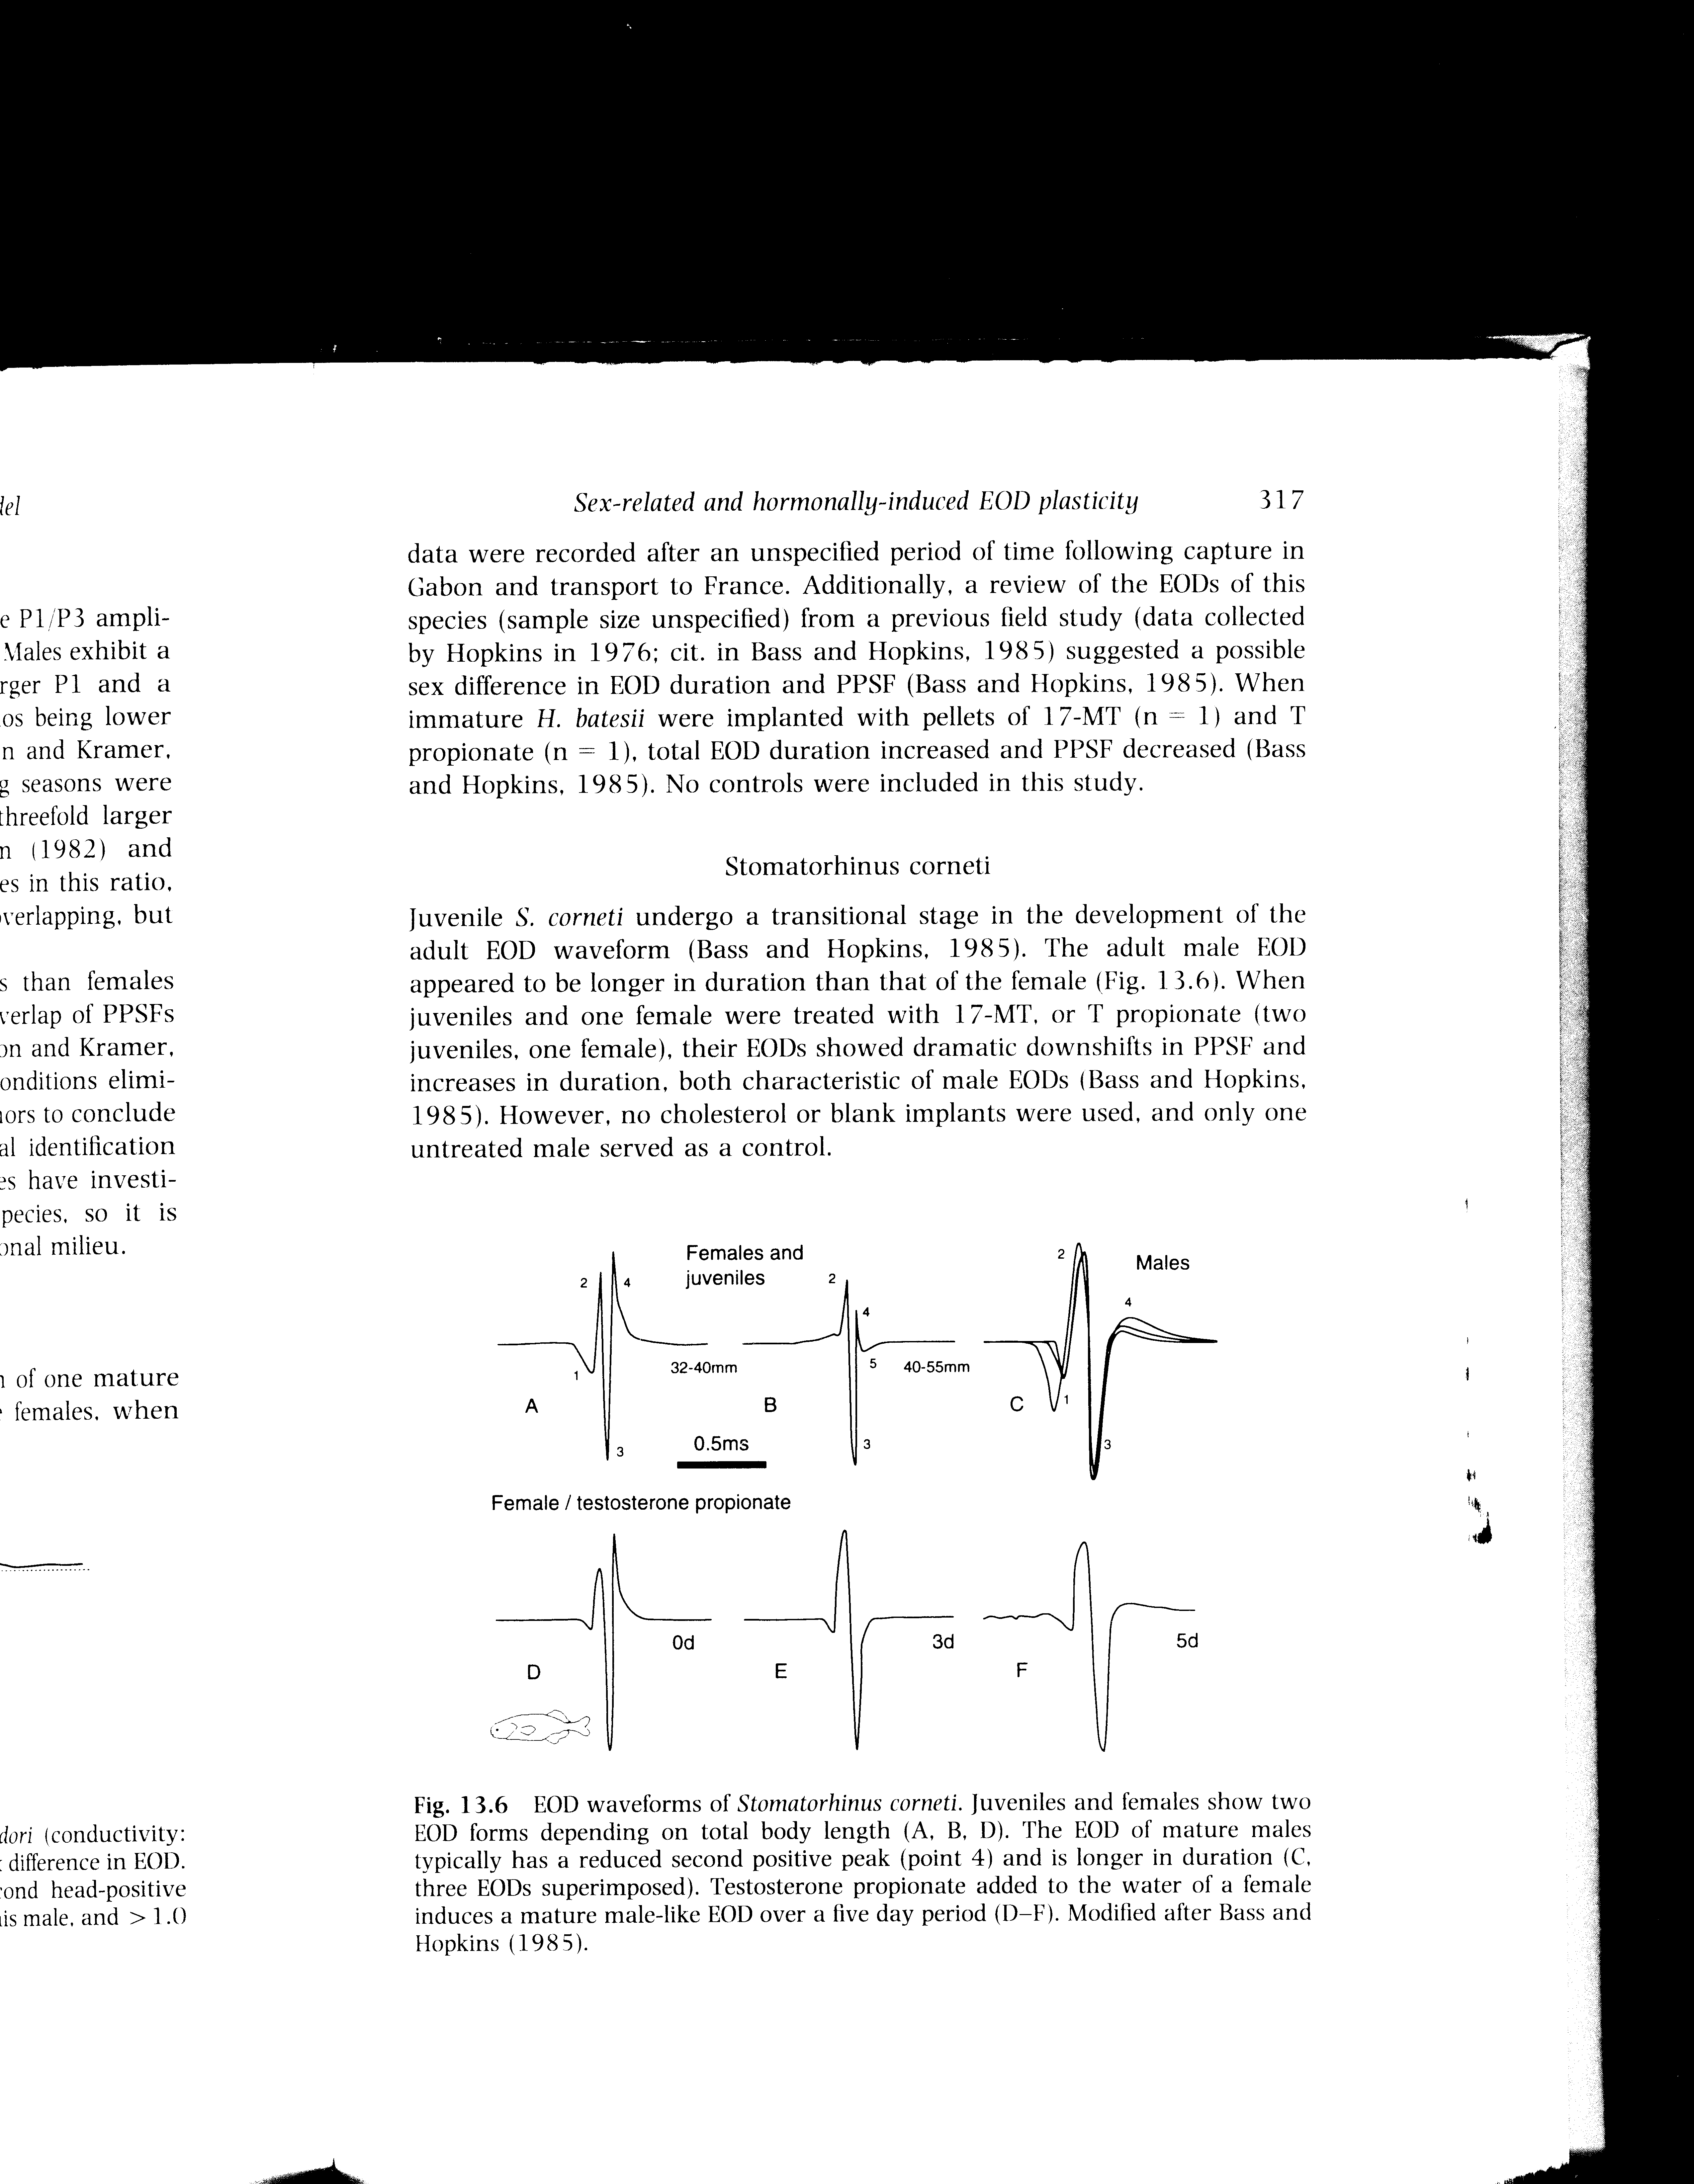 del
e P1/P3 ampli-
Males exhibit a
rger P1 and a
os being lower
n and Kramer,
g seasons were
threefold larger
n (1982) and
es in this ratio,
verlapping, but
s than females
verlap of PPSFs
on and Kramer,
onditions elimi-
ors to conclude
al identification
es have investi-
pecies, so it is
onal milieu.
n of one mature
e females, when
dori (conductivity:
t difference in EOD.
ond head-positive
is male, and > 1.0
Sex-related and hormonally-induced EOD plasticity 317
data were recorded after an unspecified period of time following capture in
Gabon and transport to France. Additionally, a review of the EODs of this
species (sample size unspecified) from a previous field study (data collected
by Hopkins in 1976; cit. in Bass and Hopkins, 1985) suggested a possible
sex difference in EOD duration and PPSF (Bass and Hopkins, 1985). When
immature H. batesii were implanted with pellets of 17-MT (n = 1) and T
propionate (n = 1), total EOD duration increased and PPSF decreased (Bass
and Hopkins, 1985). No controls were included in this study.
Stomatorhinus corneti
Juvenile S. corneti undergo a transitional stage in the development of the
adult EOD waveform (Bass and Hopkins, 1985). The adult male EOD
appeared to be longer in duration than that of the female (Fig. 13.6). When
juveniles and one female were treated with 17-MT, or T propionate (two
juveniles, one female), their EODs showed dramatic downshifts in PPSF and
increases in duration, both characteristic of male EODs (Bass and Hopkins,
1985). However, no cholesterol or blank implants were used, and only one
untreated male served as a control.
Females and
juveniles
Males
2 4 2 4 2 4
1 5 1
32-40mm 40-55mm
A B C
3 3 3
0.5ms
Female / testosterone propionate
0d 3d 5d
D E F
Fig. 13.6 EOD waveforms of Stomatorhinus corneti. Juveniles and females show two
EOD forms depending on total body length (A, B, D). The EOD of mature males
typically has a reduced second positive peak (point 4) and is longer in duration (C,
three EODs superimposed). Testosterone propionate added to the water of a female
induces a mature male-like EOD over a five day period (D–F). Modified after Bass and
Hopkins (1985).